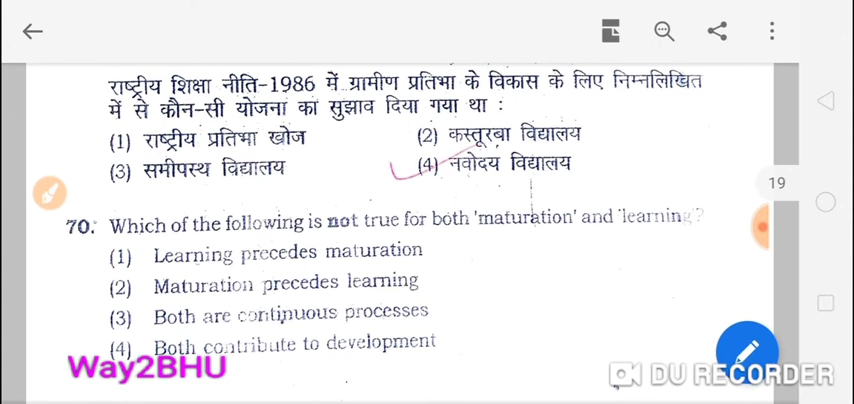 राष्ट्रीय शिक्षा नीति-1986 में ग्रामीण प्रतिभा के विकास के लिए निम्नलिखित
में से कौन-सी योजना का सुझाव दिया गया था :
(1) राष्ट्रीय प्रतिभा खोज (2) कस्तूरबा विद्यालय
(3) समीपस्थ विद्यालय (4) नवोदय विद्यालय
19
70. Which of the following is not true for both 'maturation' and 'learning'?
(1) Learning precedes maturation
(2) Maturation precedes learning
(3) Both are continuous processes
(4) Both contribute to development
Way2BHU
DU RECORDER